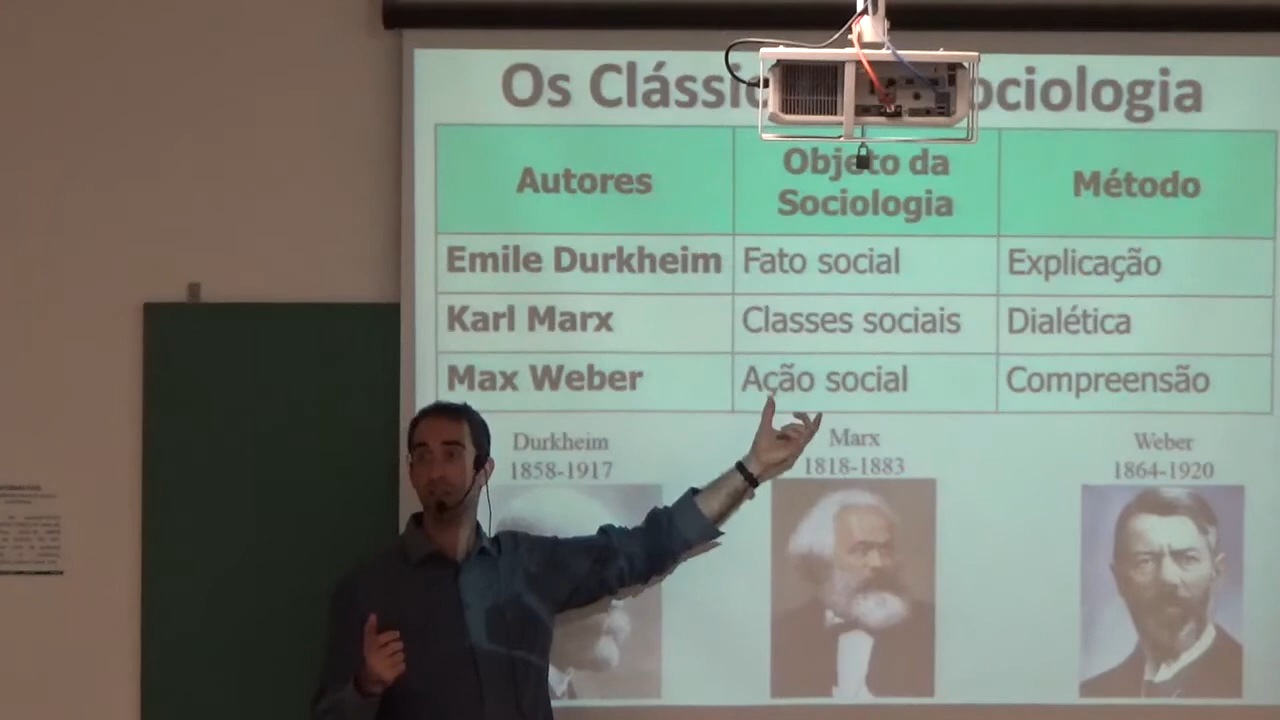 Os Clássic ociologia
Autores
Objeto da
Sociologia
Método
Emile Durkheim
Fato social
Explicação
Karl Marx
Classes sociais
Dialética
Max Weber
Ação social
Compreensão
Durkheim
1858-1917
Marx
1818-1883
Weber
1864-1920